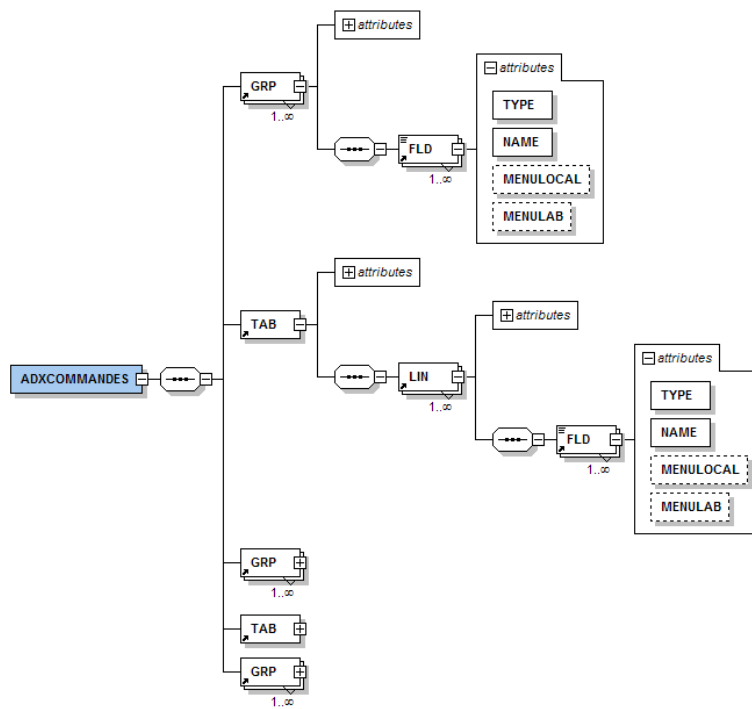 attributes
GRP
1..∞
FLD
1..∞
attributes
TYPE
NAME
MENULOCAL
MENULAB
attributes
TAB
LIN
1..∞
attributes
FLD
1..∞
attributes
TYPE
NAME
MENULOCAL
MENULAB
ADXCOMMANDES
GRP
1..∞
TAB
GRP
1..∞